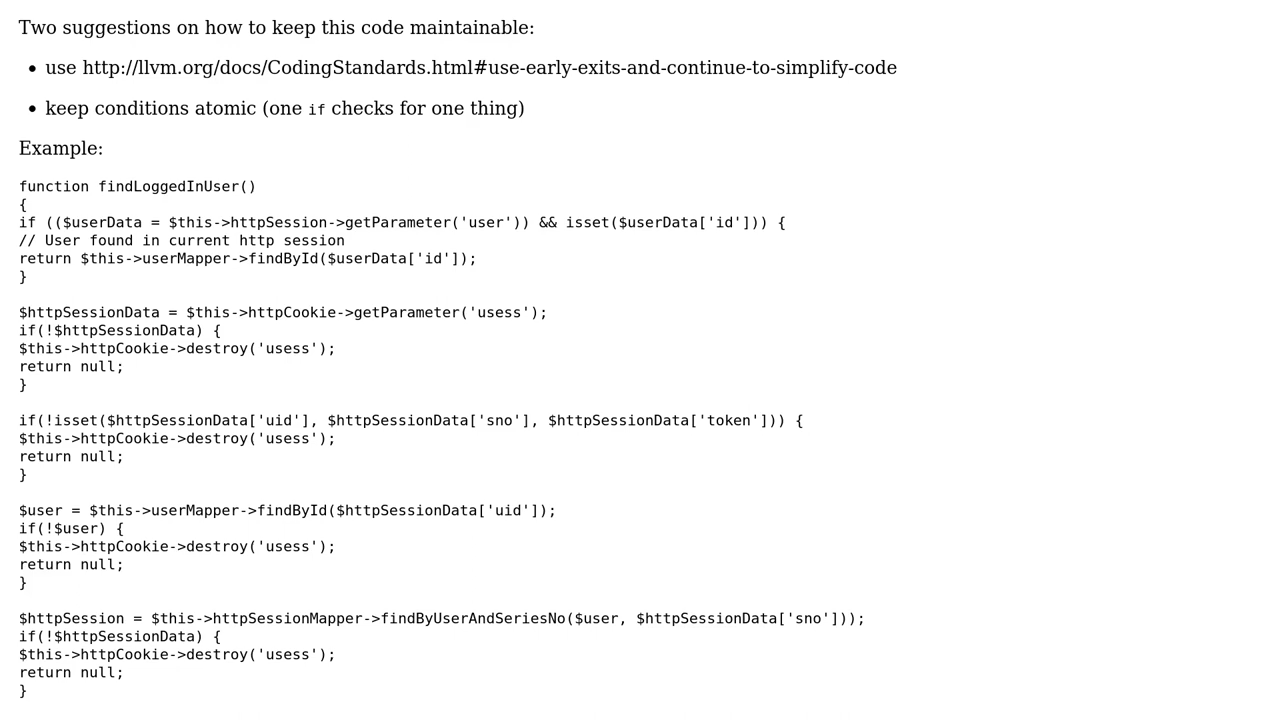 Two suggestions on how to keep this code maintainable:
• use http://llvm.org/docs/CodingStandards.html#use-early-exits-and-continue-to-simplify-code
• keep conditions atomic (one if checks for one thing)
Example:
function findLoggedInUser()
{
if (($userData = $this->httpSession->getParameter('user')) && isset($userData['id'])) {
// User found in current http session
return $this->userMapper->findById($userData['id']);
}
$httpSessionData = $this->httpCookie->getParameter('usess');
if(!$httpSessionData) {
$this->httpCookie->destroy('usess');
return null;
}
if(!isset($httpSessionData['uid'], $httpSessionData['sno'], $httpSessionData['token'])) {
$this->httpCookie->destroy('usess');
return null;
}
$user = $this->userMapper->findById($httpSessionData['uid']);
if(!$user) {
$this->httpCookie->destroy('usess');
return null;
}
$httpSession = $this->httpSessionMapper->findByUserAndSeriesNo($user, $httpSessionData['sno']));
if(!$httpSessionData) {
$this->httpCookie->destroy('usess');
return null;
}